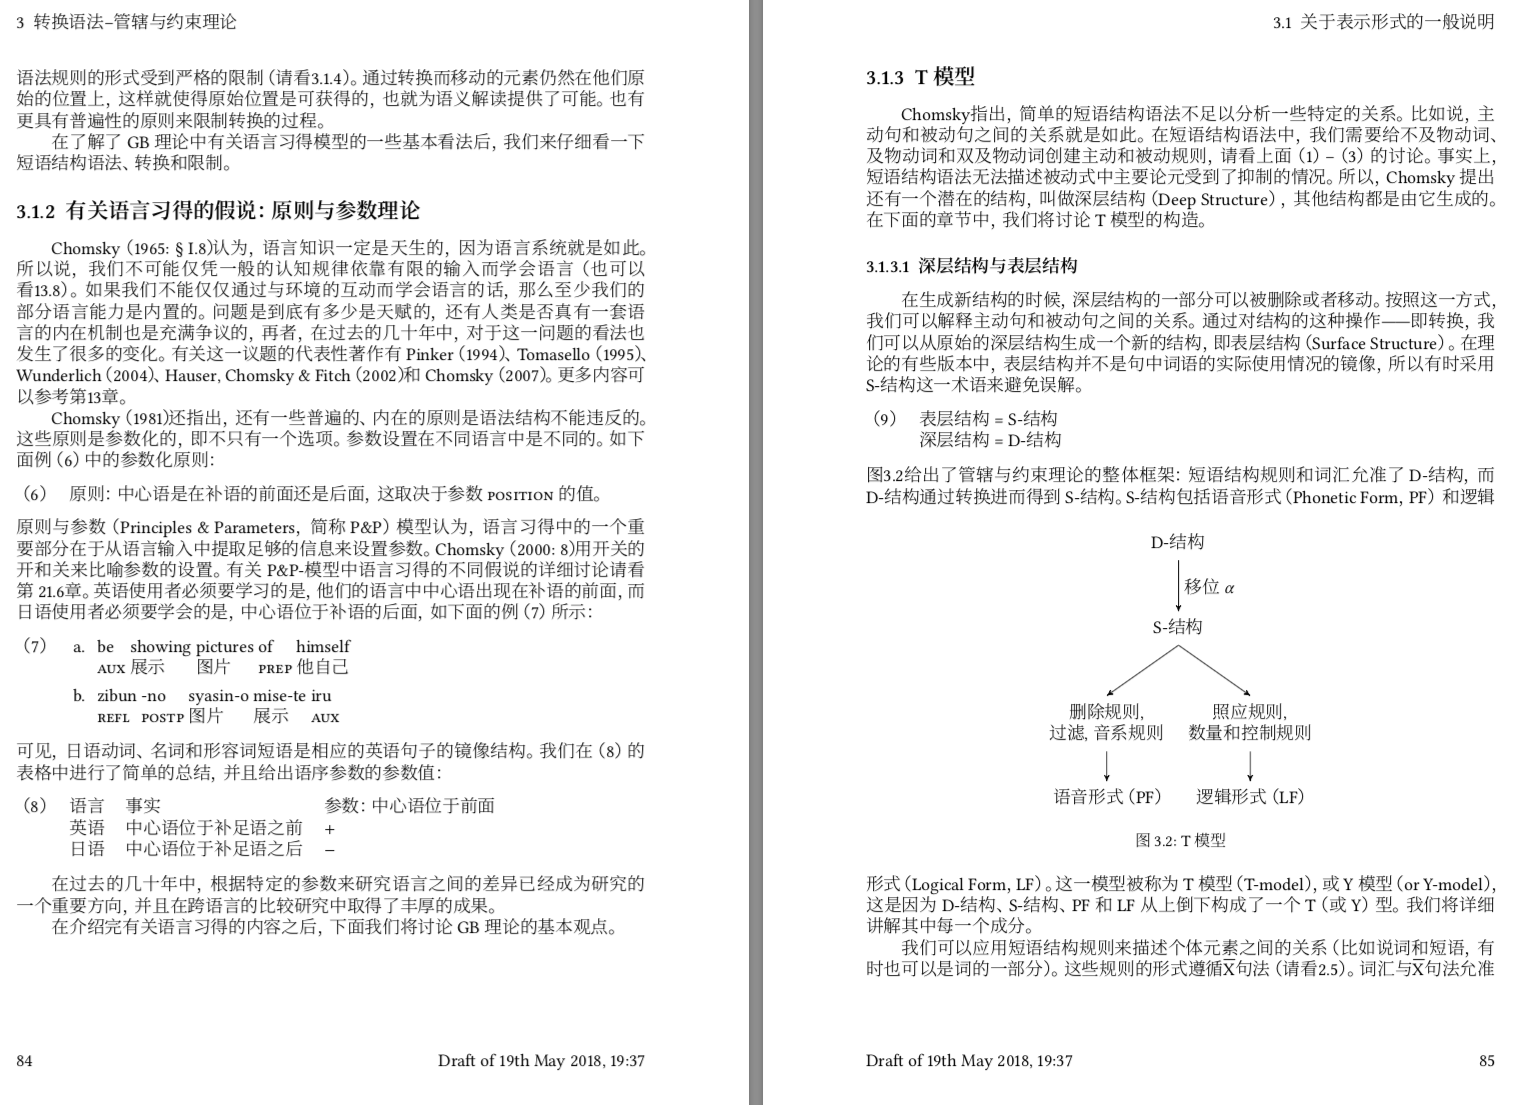 3 转换语法–管辖与约束理论
语法规则的形式受到严格的限制（请看3.1.4）。通过转换而移动的元素仍然在他们原
始的位置上，这样就使得原始位置是可获得的，也就为语义解读提供了可能。也有
更具有普遍性的原则来限制转换的过程。
在了解了 GB 理论中有关语言习得模型的一些基本看法后，我们来仔细看一下
短语结构语法、转换和限制。
3.1.2 有关语言习得的假说：原则与参数理论
Chomsky（1965: § I.8)认为，语言知识一定是天生的，因为语言系统就是如此。
所以说，我们不可能仅凭一般的认知规律依靠有限的输入而学会语言（也可以
看13.8）。如果我们不能仅仅通过与环境的互动而学会语言的话，那么至少我们的
部分语言能力是内置的。问题是到底有多少是天赋的，还有人类是否真有一套语
言的内在机制也是充满争议的，再者，在过去的几十年中，对于这一问题的看法也
发生了很多的变化。有关这一议题的代表性著作有 Pinker（1994）、Tomasello（1995）、
Wunderlich（2004）、Hauser, Chomsky & Fitch（2002)和 Chomsky（2007）。更多内容可
以参考第13章。
Chomsky（1981)还指出，还有一些普遍的、内在的原则是语法结构不能违反的。
这些原则是参数化的，即不只有一个选项。参数设置在不同语言中是不同的。如下
面例（6）中的参数化原则：
（6） 原则：中心语是在补语的前面还是后面，这取决于参数 POSITION 的值。
原则与参数（Principles & Parameters，简称 P&P）模型认为，语言习得中的一个重
要部分在于从语言输入中提取足够的信息来设置参数。Chomsky（2000: 8)用开关的
开和关来比喻参数的设置。有关 P&P-模型中语言习得的不同假说的详细讨论请看
第 21.6章。英语使用者必须要学习的是，他们的语言中中心语出现在补语的前面，而
日语使用者必须要学会的是，中心语位于补语的后面，如下面的例（7）所示：
（7） a. be showing pictures of himself
AUX 展示 图片 PREP 他自己
b. zibun -no syasin-o mise-te iru
REFL POSTP 图片 展示 AUX
可见，日语动词、名词和形容词短语是相应的英语句子的镜像结构。我们在（8）的
表格中进行了简单的总结，并且给出语序参数的参数值：
（8） 语言 事实 参数：中心语位于前面
英语 中心语位于补足语之前 +
日语 中心语位于补足语之后 –
在过去的几十年中，根据特定的参数来研究语言之间的差异已经成为研究的
一个重要方向，并且在跨语言的比较研究中取得了丰厚的成果。
在介绍完有关语言习得的内容之后，下面我们将讨论 GB 理论的基本观点。
84 Draft of 19th May 2018, 19:37
3.1 关于表示形式的一般说明
3.1.3 T 模型
Chomsky指出，简单的短语结构语法不足以分析一些特定的关系。比如说，主
动句和被动句之间的关系就是如此。在短语结构语法中，我们需要给不及物动词、
及物动词和双及物动词创建主动和被动规则，请看上面（1）–（3）的讨论。事实上，
短语结构语法无法描述被动式中主要论元受到了抑制的情况。所以，Chomsky 提出
还有一个潜在的结构，叫做深层结构（Deep Structure），其他结构都是由它生成的。
在下面的章节中，我们将讨论 T 模型的构造。
3.1.3.1 深层结构与表层结构
在生成新结构的时候，深层结构的一部分可以被删除或者移动。按照这一方式，
我们可以解释主动句和被动句之间的关系。通过对结构的这种操作——即转换，我
们可以从原始的深层结构生成一个新的结构，即表层结构（Surface Structure）。在理
论的有些版本中，表层结构并不是句中词语的实际使用情况的镜像，所以有时采用
S-结构这一术语来避免误解。
（9） 表层结构 = S-结构
深层结构 = D-结构
图3.2给出了管辖与约束理论的整体框架：短语结构规则和词汇允准了 D-结构，而
D-结构通过转换进而得到 S-结构。S-结构包括语音形式（Phonetic Form, PF）和逻辑
D-结构
移位 α
S-结构
删除规则, 照应规则,
过滤, 音系规则 数量和控制规则
语音形式（PF） 逻辑形式（LF）
图 3.2: T 模型
形式（Logical Form, LF）。这一模型被称为 T 模型（T-model），或 Y 模型（or Y-model），
这是因为 D-结构、S-结构、PF 和 LF 从上倒下构成了一个 T（或 Y）型。我们将详细
讲解其中每一个成分。
我们可以应用短语结构规则来描述个体元素之间的关系（比如说词和短语，有
时也可以是词的一部分）。这些规则的形式遵循X̅句法（请看2.5）。词汇与X̅句法允准
Draft of 19th May 2018, 19:37 85